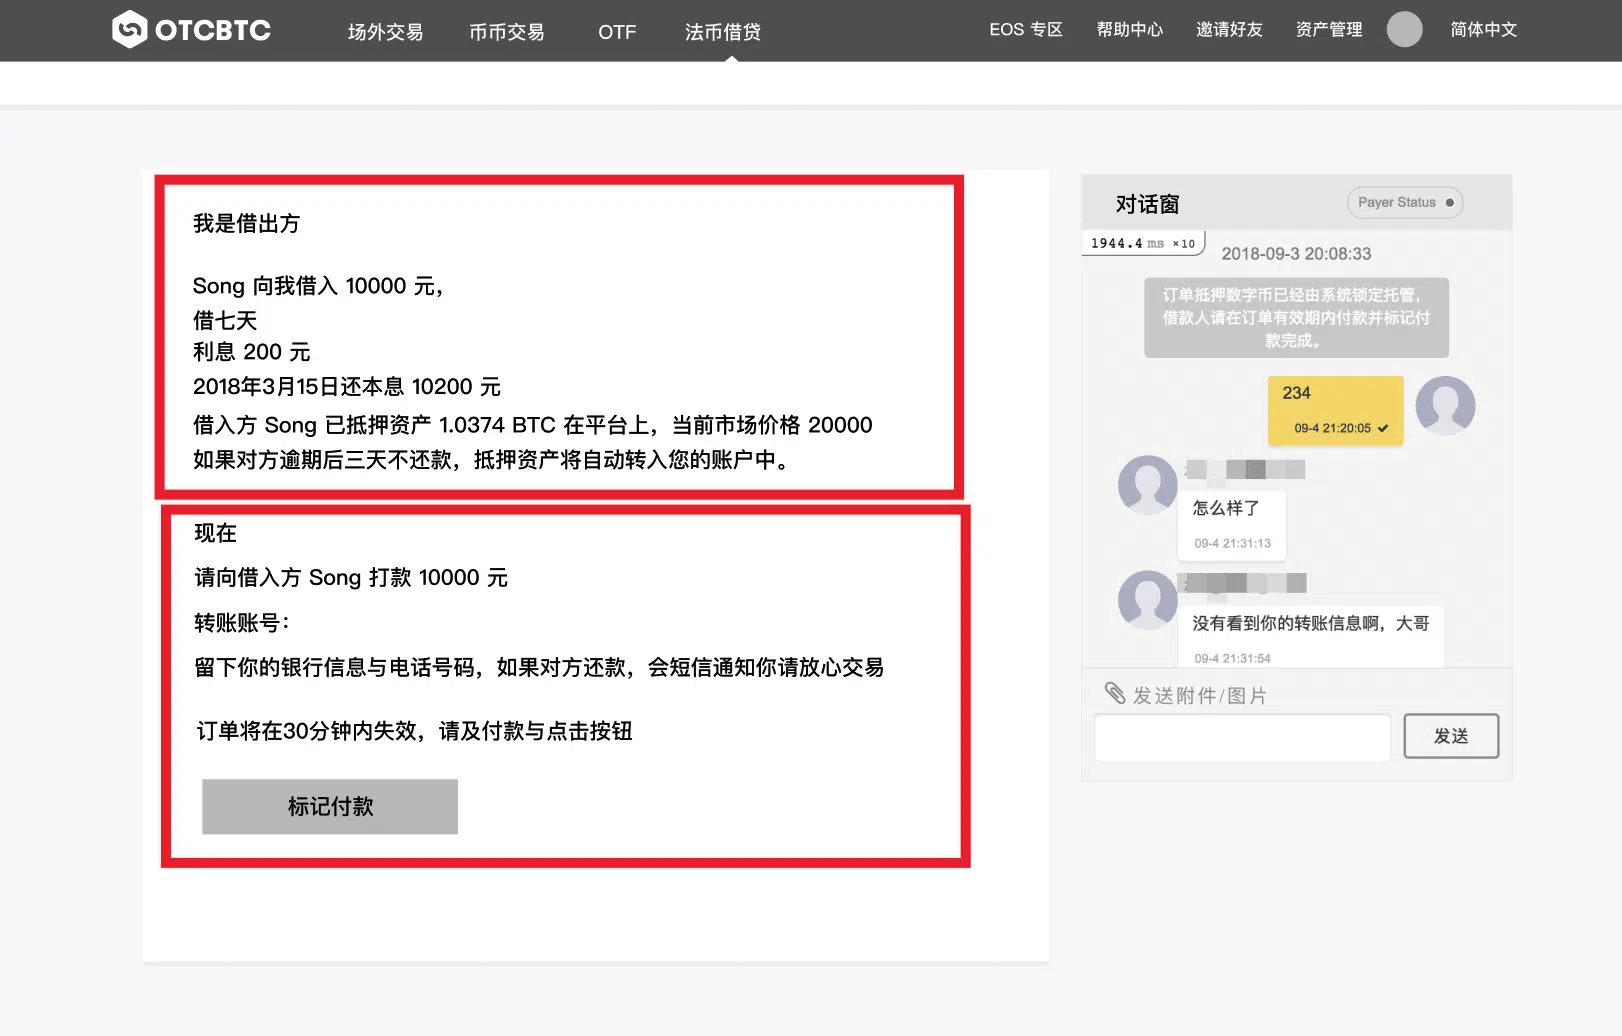 OTCBTC 场外交易 币币交易 OTF 法币借贷 EOS 专区 帮助中心 邀请好友 资产管理 简体中文
我是借出方
Song 向我借入 10000 元，
借七天
利息 200 元
2018年3月15日还本息 10200 元
借入方 Song 已抵押资产 1.0374 BTC 在平台上，当前市场价格 20000
如果对方逾期后三天不还款，抵押资产将自动转入您的账户中。
现在
请向借入方 Song 打款 10000 元
转账账号：
留下你的银行信息与电话号码，如果对方还款，会短信通知你请放心交易
订单将在30分钟内失效，请及付款与点击按钮
标记付款
对话窗 Payer Status
1944.4 ms ×10
2018-09-3 20:08:33
订单抵押数字币已经由系统锁定托管，
借款人请在订单有效期内付款并标记付
款完成。
234
09-4 21:20:05
怎么样了
09-4 21:31:13
没有看到你的转账信息啊，大哥
09-4 21:31:54
发送附件/图片
发送